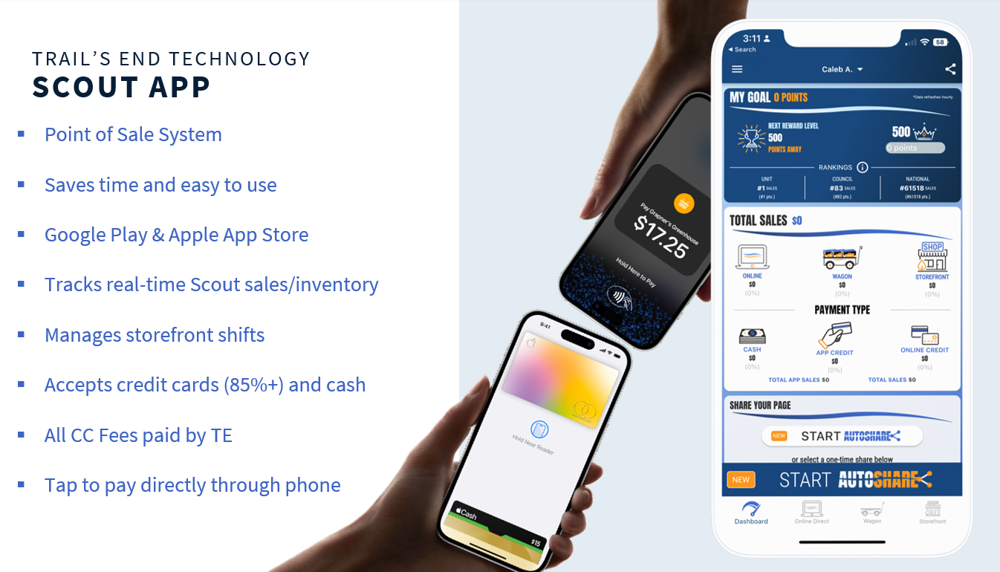 TRAIL’S END TECHNOLOGY
SCOUT APP
▪ Point of Sale System
▪ Saves time and easy to use
▪ Google Play & Apple App Store
▪ Tracks real-time Scout sales/inventory
▪ Manages storefront shifts
▪ Accepts credit cards (85%+) and cash
▪ All CC Fees paid by TE
▪ Tap to pay directly through phone
Pay Grapner's Greenhouse
$17.25
Hold Here to Pay
9:41
Hold Near Reader
Cash
$15
3:11
58
◀ Search
Caleb A.
MY GOAL 0 POINTS
*Data refreshes hourly.
NEXT REWARD LEVEL
500
POINTS AWAY
500
0 points
RANKINGS
UNIT
#1 SALES
(#1 pts.)
COUNCIL
#83 SALES
(#82 pts.)
NATIONAL
#61518 SALES
(#61518 pts.)
TOTAL SALES $0
SHOP
ONLINE
$0
(0%)
WAGON
$0
(0%)
STOREFRONT
$0
(0%)
PAYMENT TYPE
CASH
$0
(0%)
APP CREDIT
$0
(0%)
ONLINE CREDIT
$0
(0%)
TOTAL APP SALES $0
TOTAL SALES $0
SHARE YOUR PAGE
NEW START AUTOSHARE
or select a one-time share below
NEW START AUTOSHARE
Dashboard
Online Direct
Wagon
Storefront